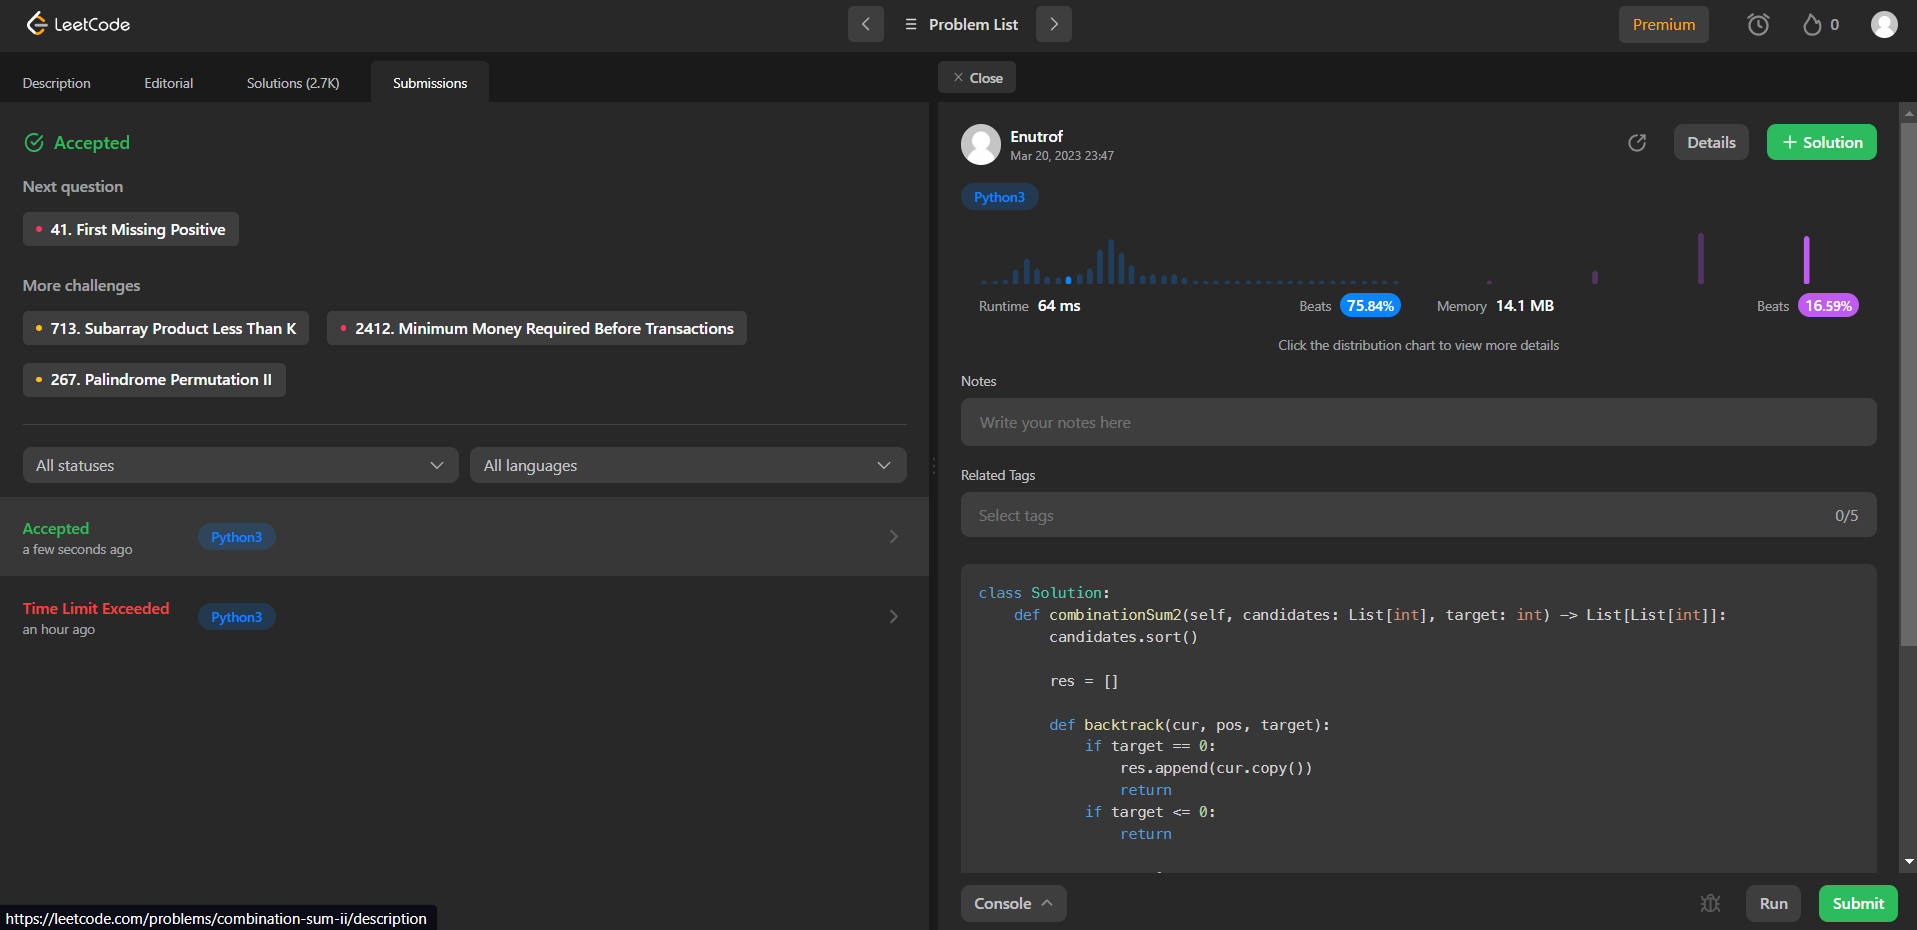 LeetCode
Problem List
Premium
0
Description
Editorial
Solutions (2.7K)
Submissions
Close
Accepted
Next question
41. First Missing Positive
More challenges
713. Subarray Product Less Than K
2412. Minimum Money Required Before Transactions
267. Palindrome Permutation II
All statuses
All languages
Accepted
a few seconds ago
Python3
Time Limit Exceeded
an hour ago
Python3
https://leetcode.com/problems/combination-sum-ii/description
Enutrof
Mar 20, 2023 23:47
Details
+ Solution
Python3
Runtime 64 ms
Beats 75.84%
Memory 14.1 MB
Beats 16.59%
Click the distribution chart to view more details
Notes
Write your notes here
Related Tags
Select tags
0/5
class Solution:
    def combinationSum2(self, candidates: List[int], target: int) -> List[List[int]]:
        candidates.sort()
        res = []
        def backtrack(cur, pos, target):
            if target == 0:
                res.append(cur.copy())
                return
            if target <= 0:
                return
Console
Run
Submit